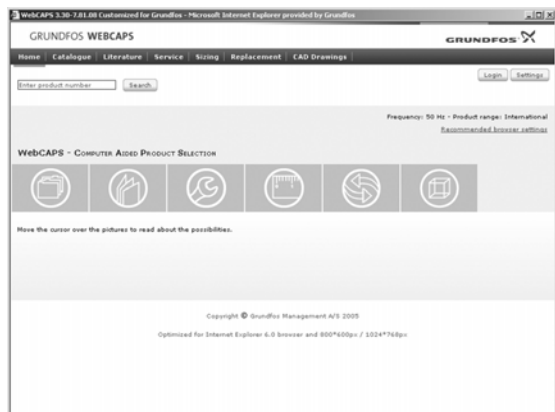 WebCAPS 3.30-7.01.08 Customized for Grundfos - Microsoft Internet Explorer provided by Grundfos
GRUNDFOS WEBCAPS
GRUNDFOS
Home Catalogue Literature Service Sizing Replacement CAD Drawings
Login Settings
Enter product number Search
Frequency: 50 Hz - Product range: International
Recommended browser settings
WebCAPS - Computer Aided Product Selection
Move the cursor over the pictures to read about the possibilities.
Copyright © Grundfos Management A/S 2005
Optimized for Internet Explorer 6.0 browser and 800*600px / 1024*768px